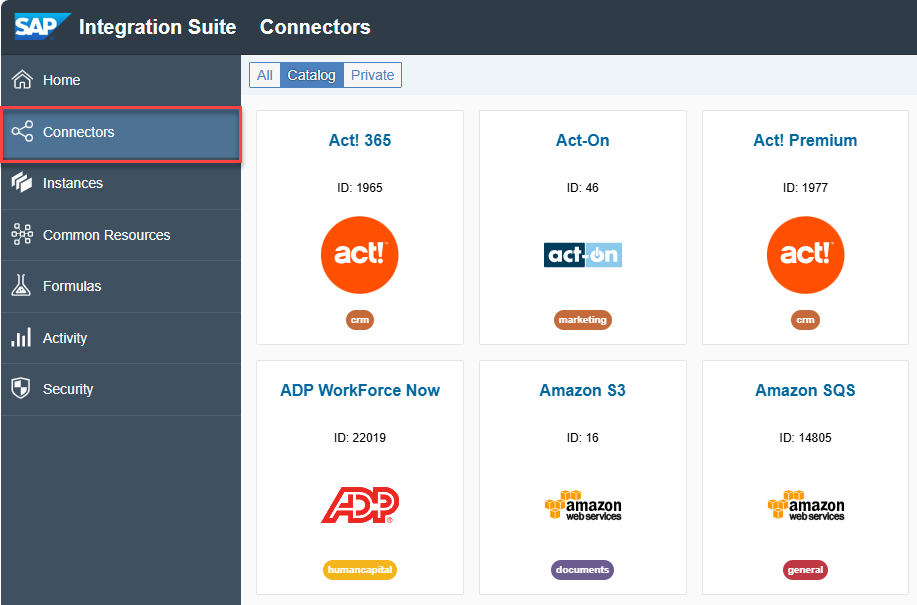 SAP Integration Suite Connectors
Home
Connectors
Instances
Common Resources
Formulas
Activity
Security
All Catalog Private
Act! 365
ID: 1965
act!
crm
Act-On
ID: 46
act-on
marketing
Act! Premium
ID: 1977
act!
crm
ADP WorkForce Now
ID: 22019
ADP
humancapital
Amazon S3
ID: 16
amazon
web services
documents
Amazon SQS
ID: 14805
amazon
web services
general